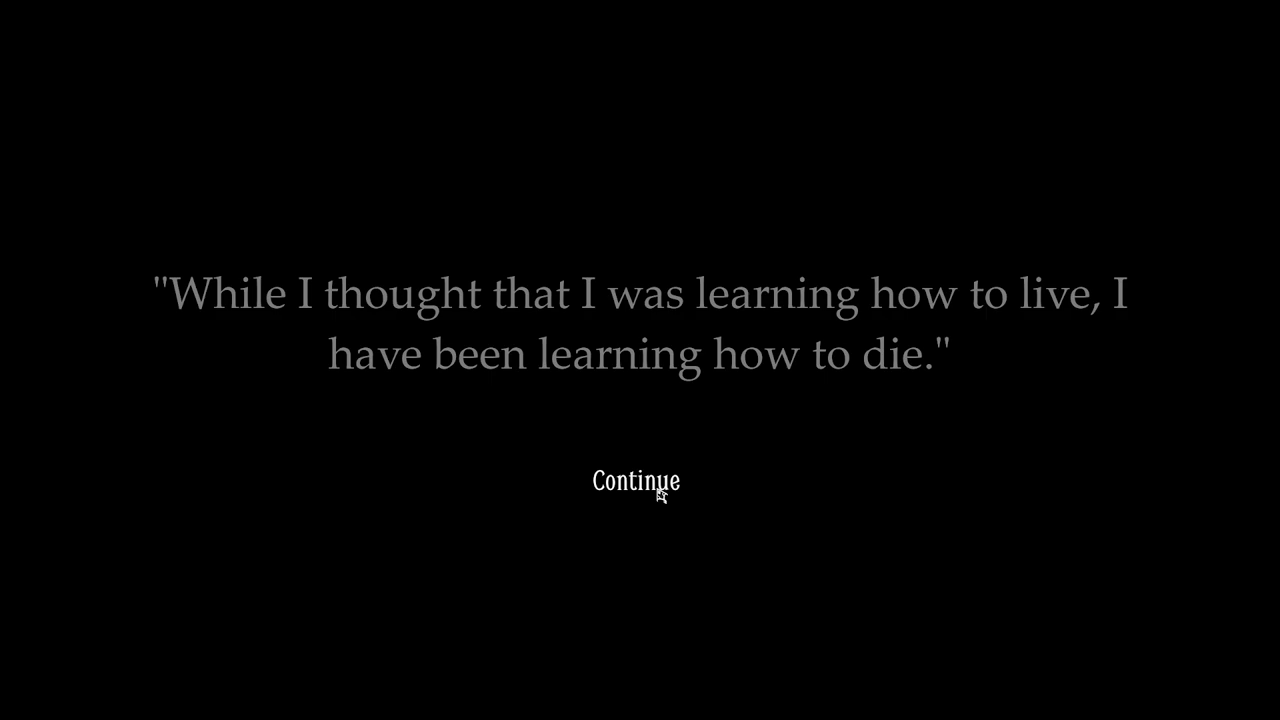 "While I thought that I was learning how to live, I
have been learning how to die."
Continue